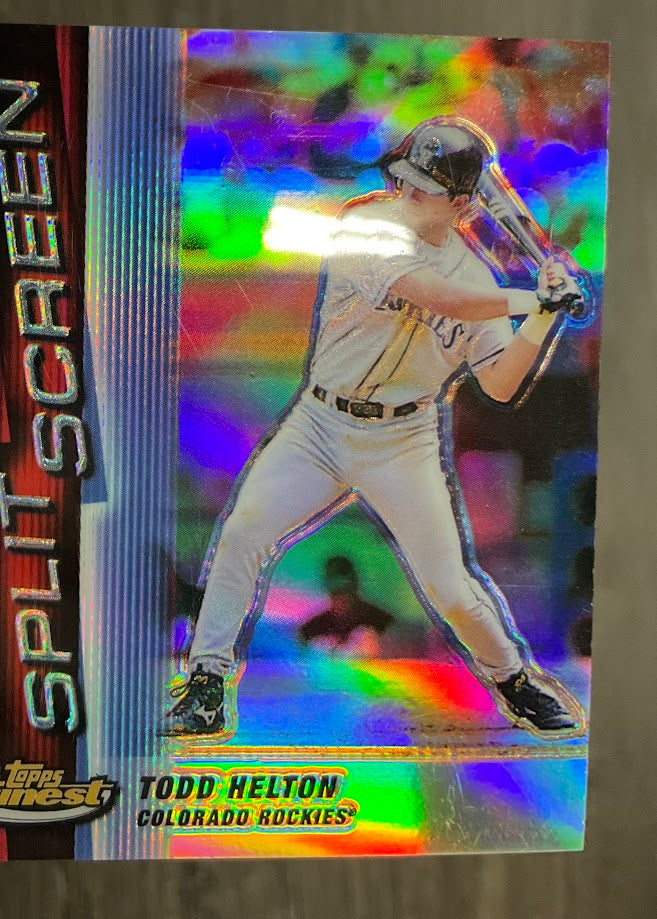 SPLIT SCREEN
TOPPS
finest
TODD HELTON
COLORADO ROCKIES®